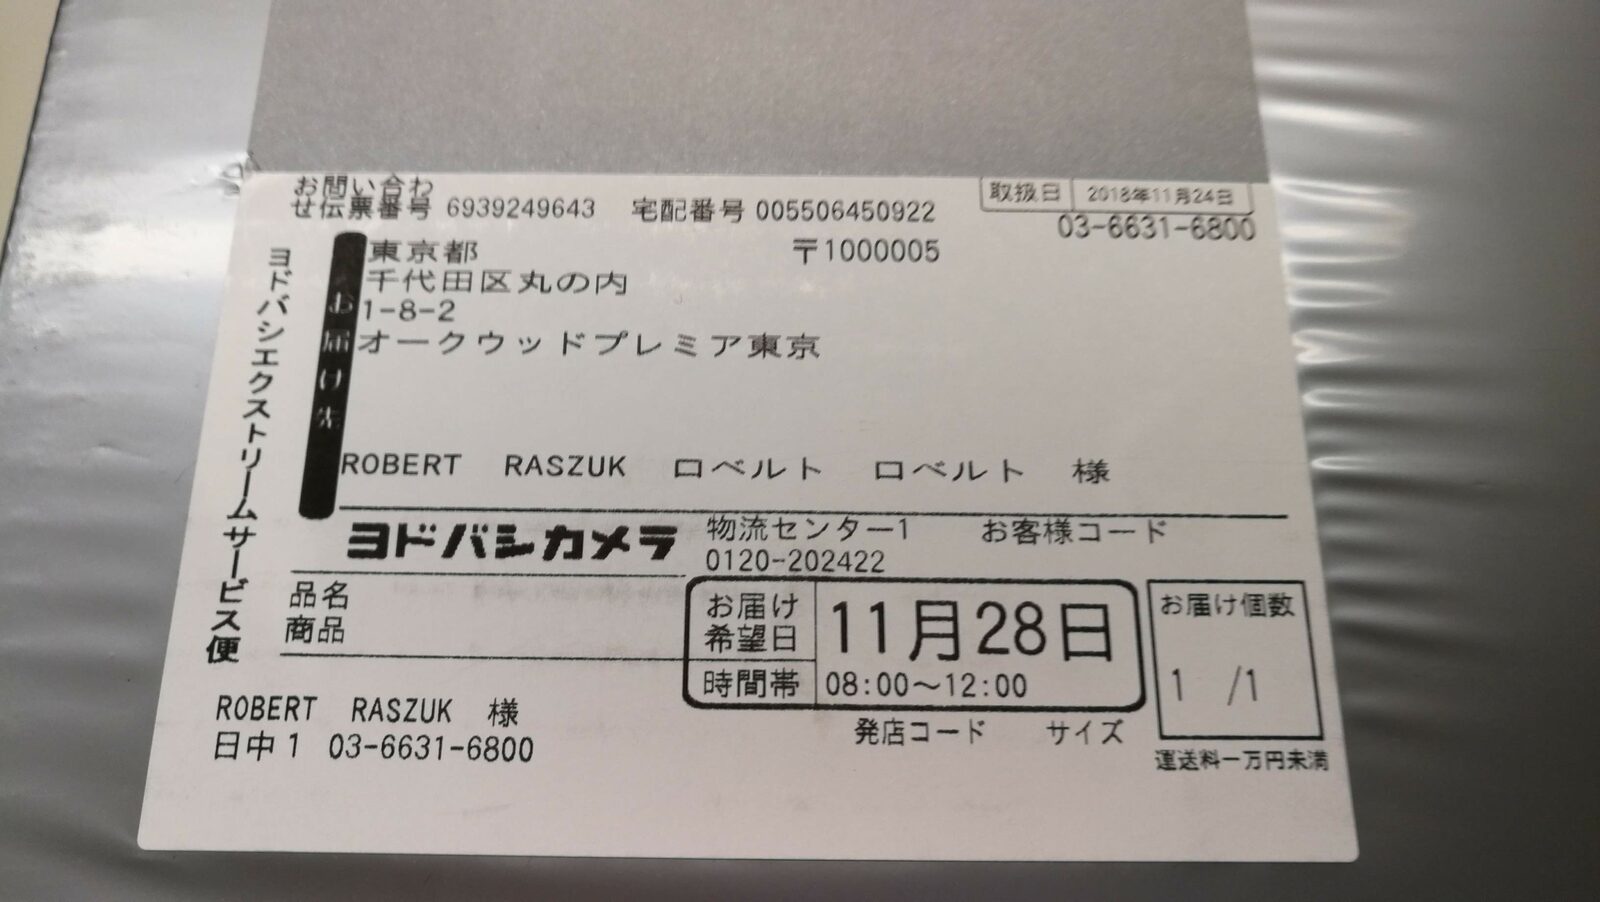 お問い合わ
せ伝票番号 6939249643 宅配番号 005506450922
取扱日 2018年11月24日
03-6631-6800
東京都 〒1000005
千代田区丸の内
1-8-2
オークウッドプレミア東京
お届け先
ROBERT RASZUK ロベルト ロベルト 様
ヨドバシエクストリームサービス便
ヨドバシカメラ
物流センター1 お客様コード
0120-202422
品名
商品
お届け
希望日 11月28日
時間帯 08:00～12:00
お届け個数
1 /1
ROBERT RASZUK 様
日中1 03-6631-6800
発店コード サイズ
運送料一万円未満